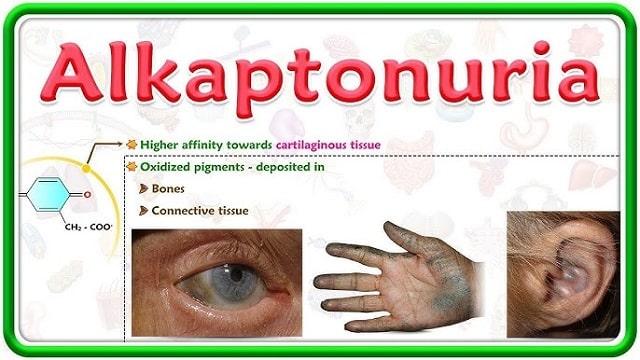 Alkaptonuria
Higher affinity towards cartilaginous tissue
Oxidized pigments - deposited in
Bones
Connective tissue
O
CH₂ - COO⁻